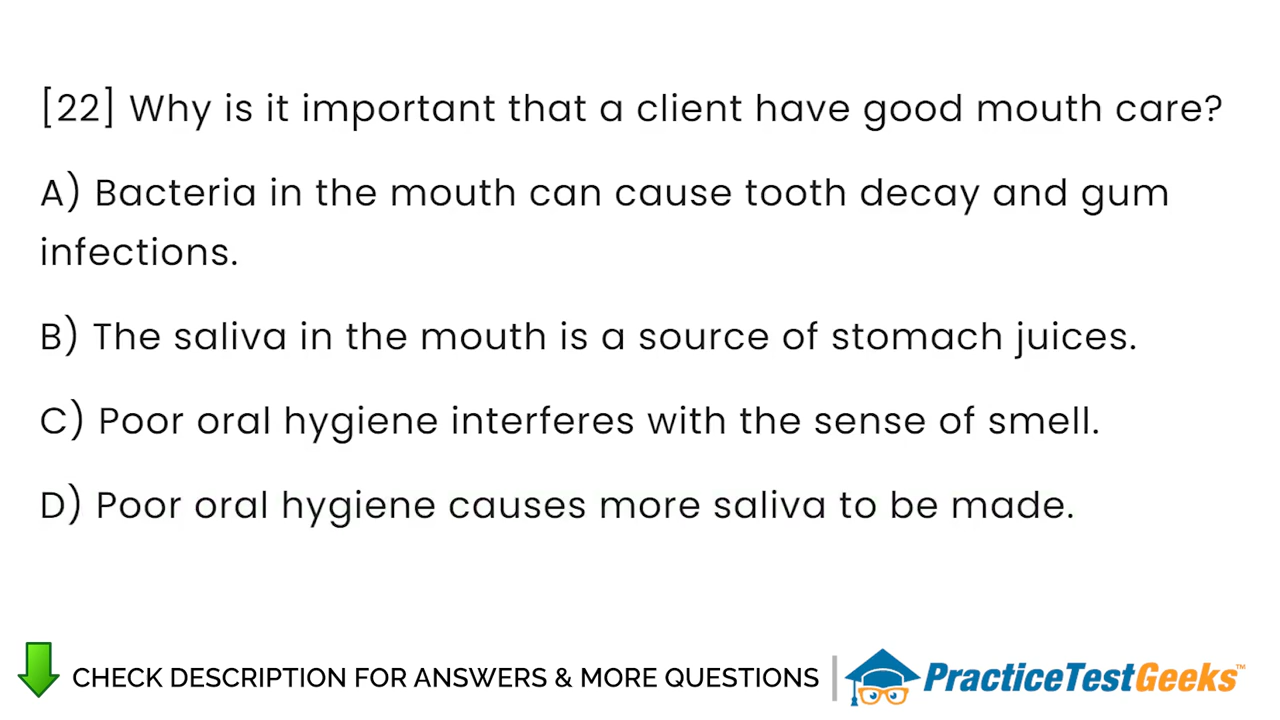 [22] Why is it important that a client have good mouth care?
A) Bacteria in the mouth can cause tooth decay and gum
infections.
B) The saliva in the mouth is a source of stomach juices.
C) Poor oral hygiene interferes with the sense of smell.
D) Poor oral hygiene causes more saliva to be made.
CHECK DESCRIPTION FOR ANSWERS & MORE QUESTIONS
PracticeTestGeeks™